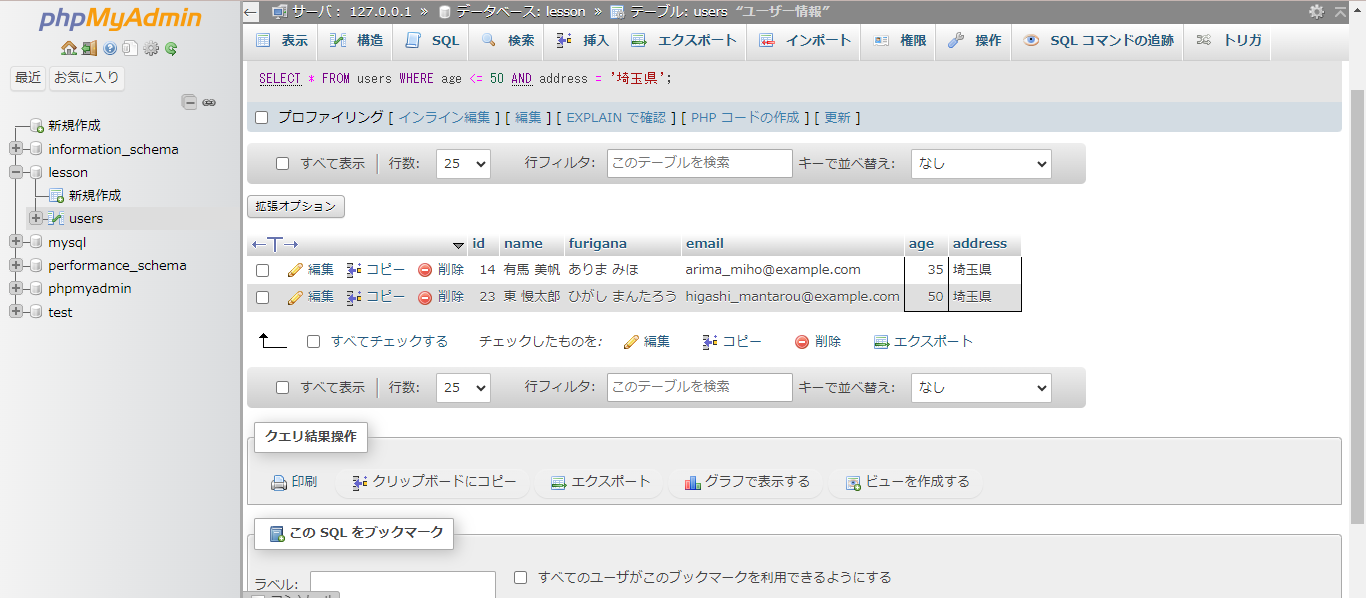 phpMyAdmin
最近 お気に入り
新規作成
information_schema
lesson
新規作成
users
mysql
performance_schema
phpmyadmin
test
サーバ: 127.0.0.1 » データベース: lesson » テーブル: users “ユーザー情報”
表示 構造 SQL 検索 挿入 エクスポート インポート 権限 操作 SQL コマンドの追跡 トリガ
SELECT * FROM users WHERE age <= 50 AND address = '埼玉県';
プロファイリング [ インライン編集 ] [ 編集 ] [ EXPLAIN で確認 ] [ PHP コードの作成 ] [ 更新 ]
すべて表示 行数: 25 行フィルタ: このテーブルを検索 キーで並べ替え: なし
拡張オプション
←T→ id name furigana email age address
編集 コピー 削除 14 有馬 美帆 ありま みほ arima_miho@example.com 35 埼玉県
編集 コピー 削除 23 東 慢太郎 ひがし まんたろう higashi_mantarou@example.com 50 埼玉県
すべてチェックする チェックしたものを: 編集 コピー 削除 エクスポート
すべて表示 行数: 25 行フィルタ: このテーブルを検索 キーで並べ替え: なし
クエリ結果操作
印刷 クリップボードにコピー エクスポート グラフで表示する ビューを作成する
この SQL をブックマーク
ラベル: すべてのユーザがこのブックマークを利用できるようにする